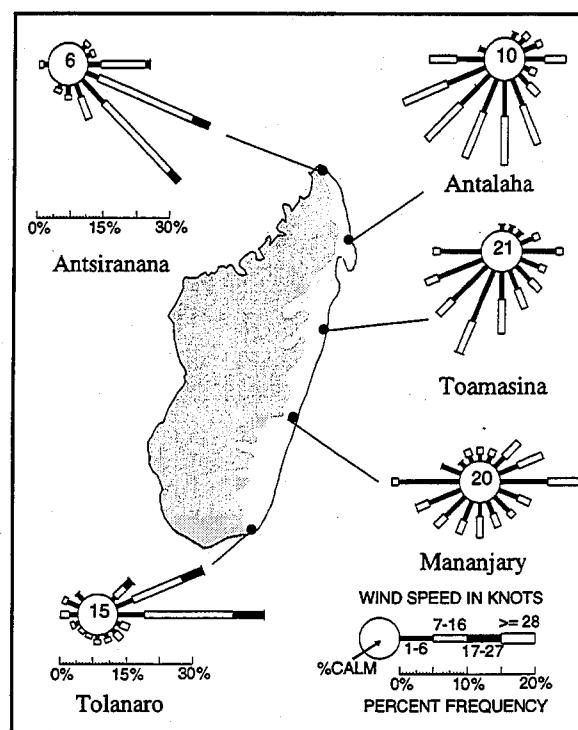 6
10
0% 15% 30%
Antalaha
Antsiranana
21
Toamasina
20
Mananjary
15
WIND SPEED IN KNOTS
7-16 >= 28
1-6 17-27
%CALM
0% 15% 30%
0% 10% 20%
Tolanaro
PERCENT FREQUENCY